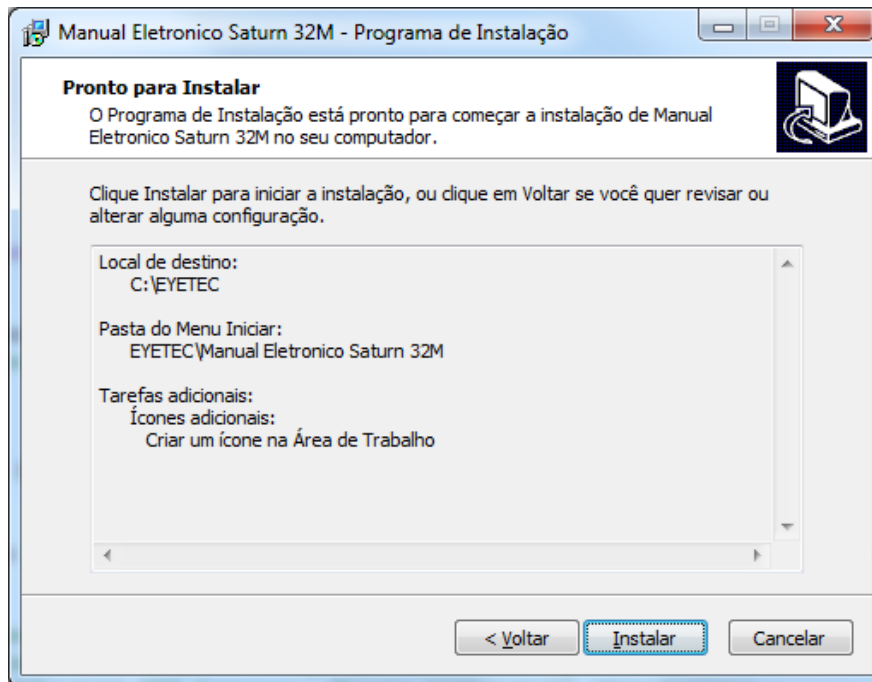 Manual Eletronico Saturn 32M - Programa de Instalação
Pronto para Instalar
O Programa de Instalação está pronto para começar a instalação de Manual
Eletronico Saturn 32M no seu computador.
Clique Instalar para iniciar a instalação, ou clique em Voltar se você quer revisar ou
alterar alguma configuração.
Local de destino:
C:\EYETEC
Pasta do Menu Iniciar:
EYETEC\Manual Eletronico Saturn 32M
Tarefas adicionais:
Ícones adicionais:
Criar um ícone na Área de Trabalho
< Voltar
Instalar
Cancelar